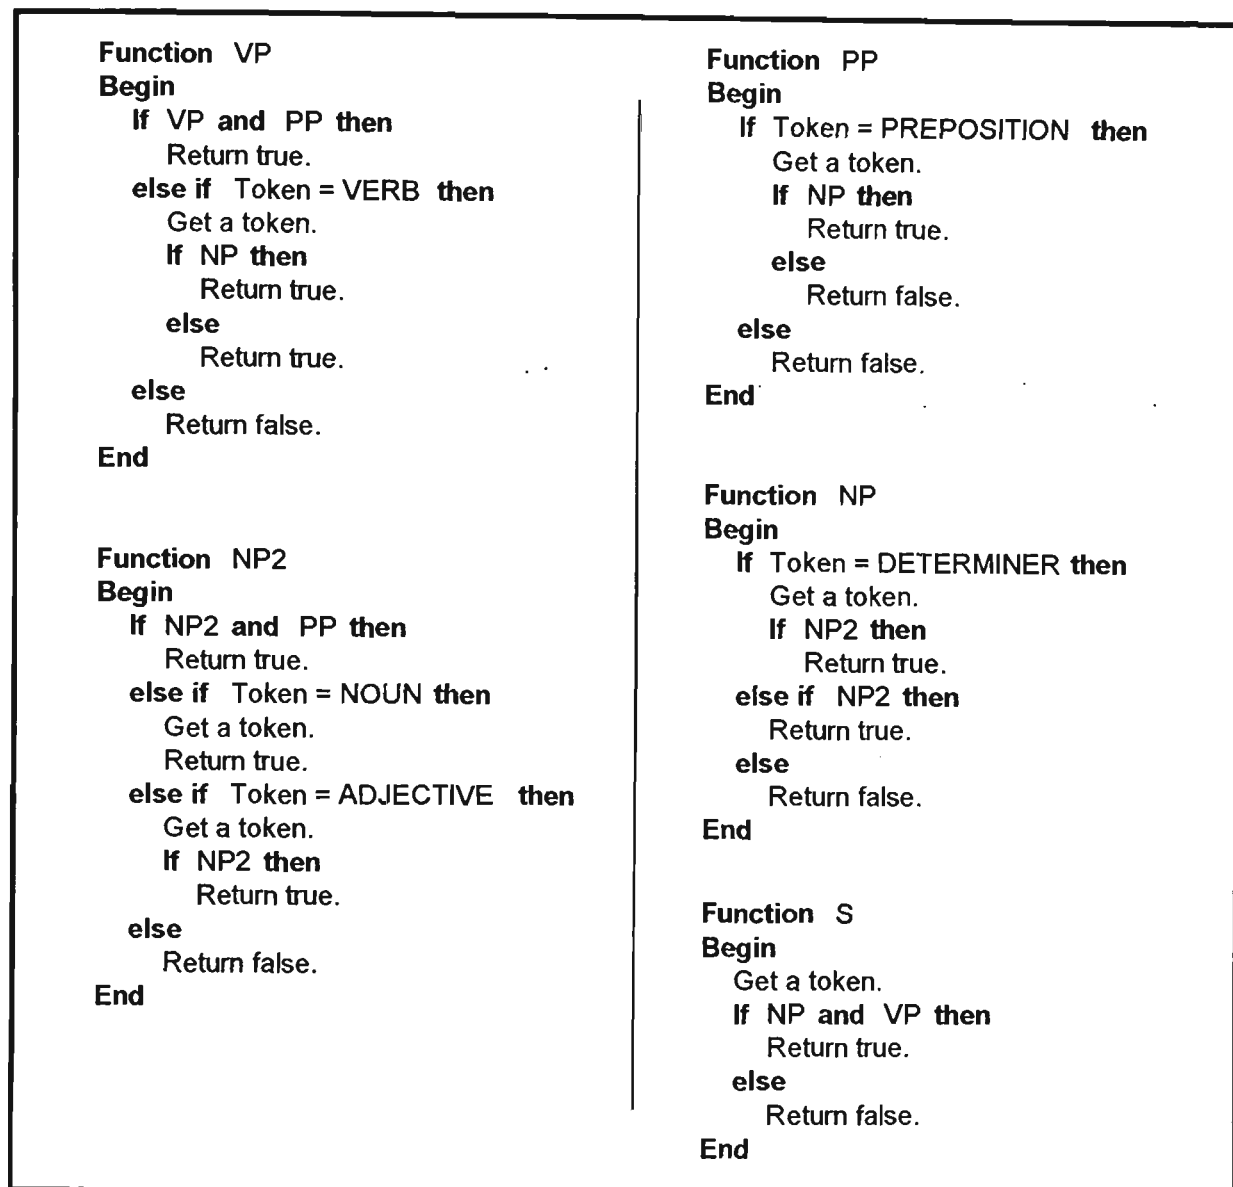 Function VP
Begin
If VP and PP then
Return true.
else if Token = VERB then
Get a token.
If NP then
Return true.
else
Return true.
else
Return false.
End
Function NP2
Begin
If NP2 and PP then
Return true.
else if Token = NOUN then
Get a token.
Return true.
else if Token = ADJECTIVE then
Get a token.
If NP2 then
Return true.
else
Return false.
End
Function PP
Begin
If Token = PREPOSITION then
Get a token.
If NP then
Return true.
else
Return false.
else
Return false.
End
Function NP
Begin
If Token = DETERMINER then
Get a token.
If NP2 then
Return true.
else if NP2 then
Return true.
else
Return false.
End
Function S
Begin
Get a token.
If NP and VP then
Return true.
else
Return false.
End